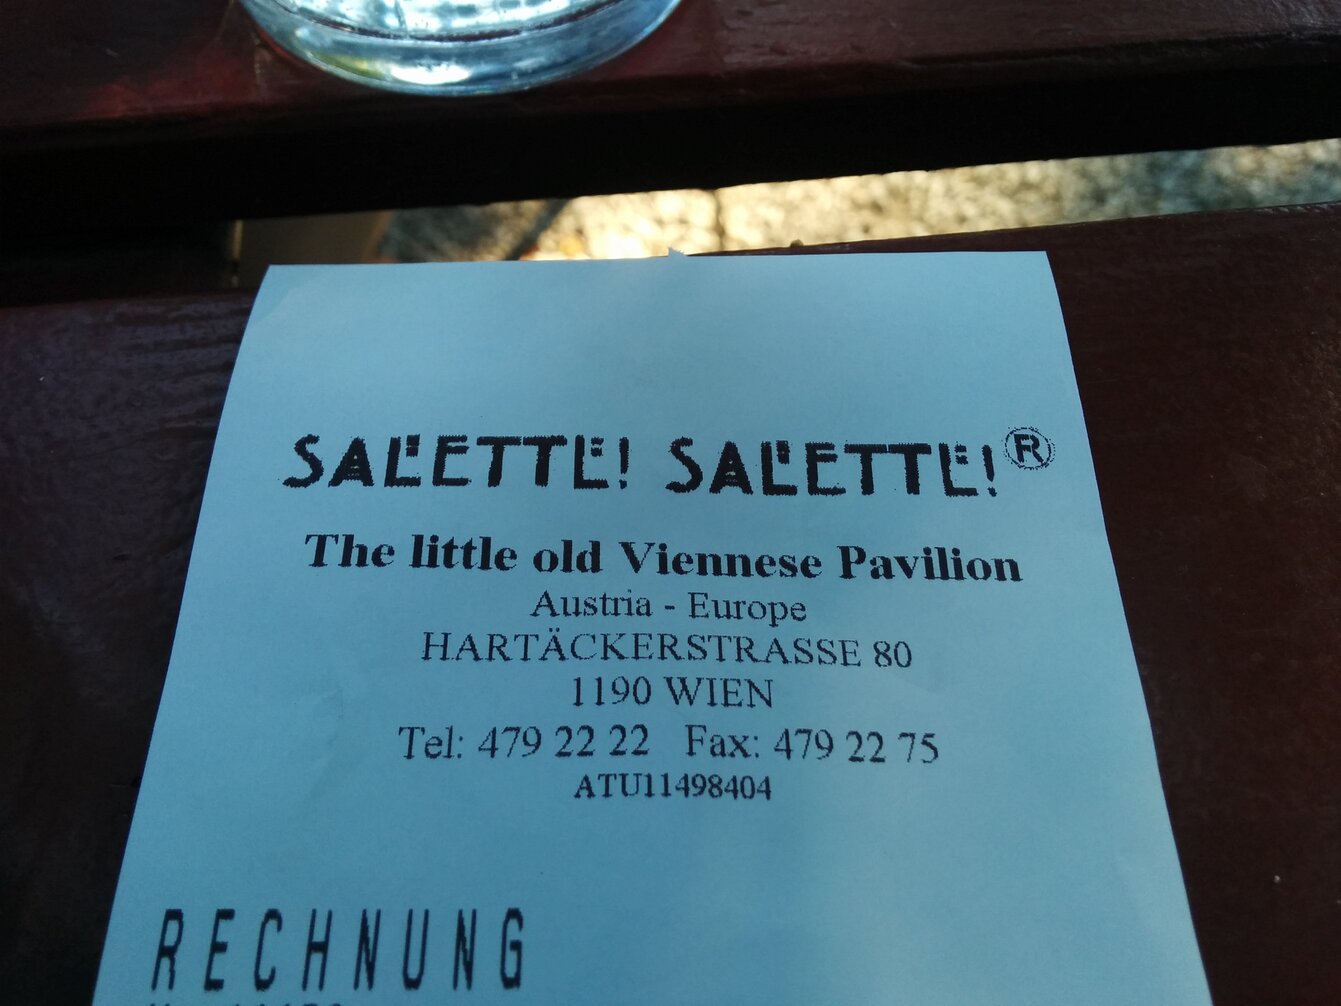 SALETTE! SALETTE!®
The little old Viennese Pavilion
Austria - Europe
HARTÄCKERSTRASSE 80
1190 WIEN
Tel: 479 22 22 Fax: 479 22 75
ATU11498404
RECHNUNG